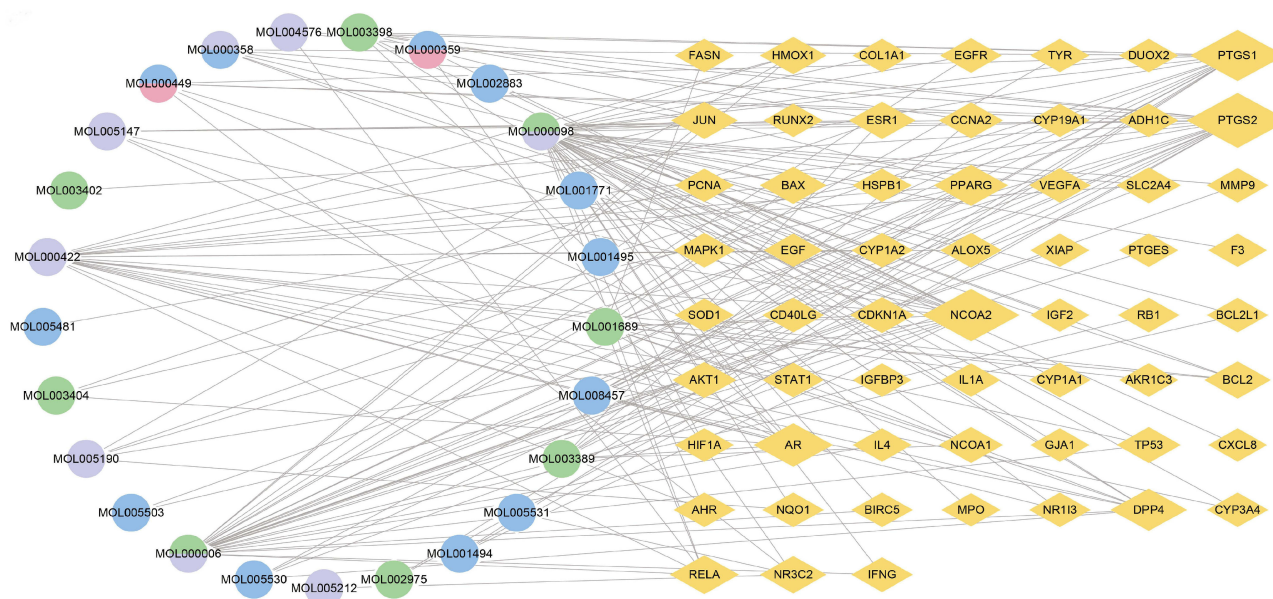 MOL004576
MOL003398
MOL000358
MOL000359
MOL000449
MOL002883
MOL005147
MOL000098
MOL003402
MOL001771
MOL000422
MOL001495
MOL005481
MOL001689
MOL003404
MOL008457
MOL005190
MOL003389
MOL005503
MOL005531
MOL000006
MOL001494
MOL005530
MOL005212
MOL002975
FASN HMOX1 COL1A1 EGFR TYR DUOX2 PTGS1
JUN RUNX2 ESR1 CCNA2 CYP19A1 ADH1C PTGS2
PCNA BAX HSPB1 PPARG VEGFA SLC2A4 MMP9
MAPK1 EGF CYP1A2 ALOX5 XIAP PTGES F3
SOD1 CD40LG CDKN1A NCOA2 IGF2 RB1 BCL2L1
AKT1 STAT1 IGFBP3 IL1A CYP1A1 AKR1C3 BCL2
HIF1A AR IL4 NCOA1 GJA1 TP53 CXCL8
AHR NQO1 BIRC5 MPO NR1I3 DPP4 CYP3A4
RELA NR3C2 IFNG